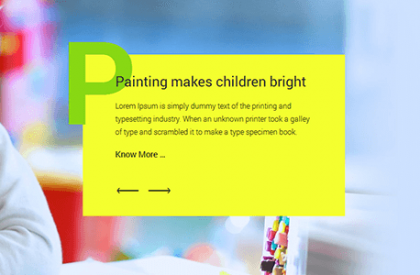 P
Painting makes children bright
Lorem Ipsum is simply dummy text of the printing and
typesetting industry. When an unknown printer took a galley
of type and scrambled it to make a type specimen book.
Know More ...